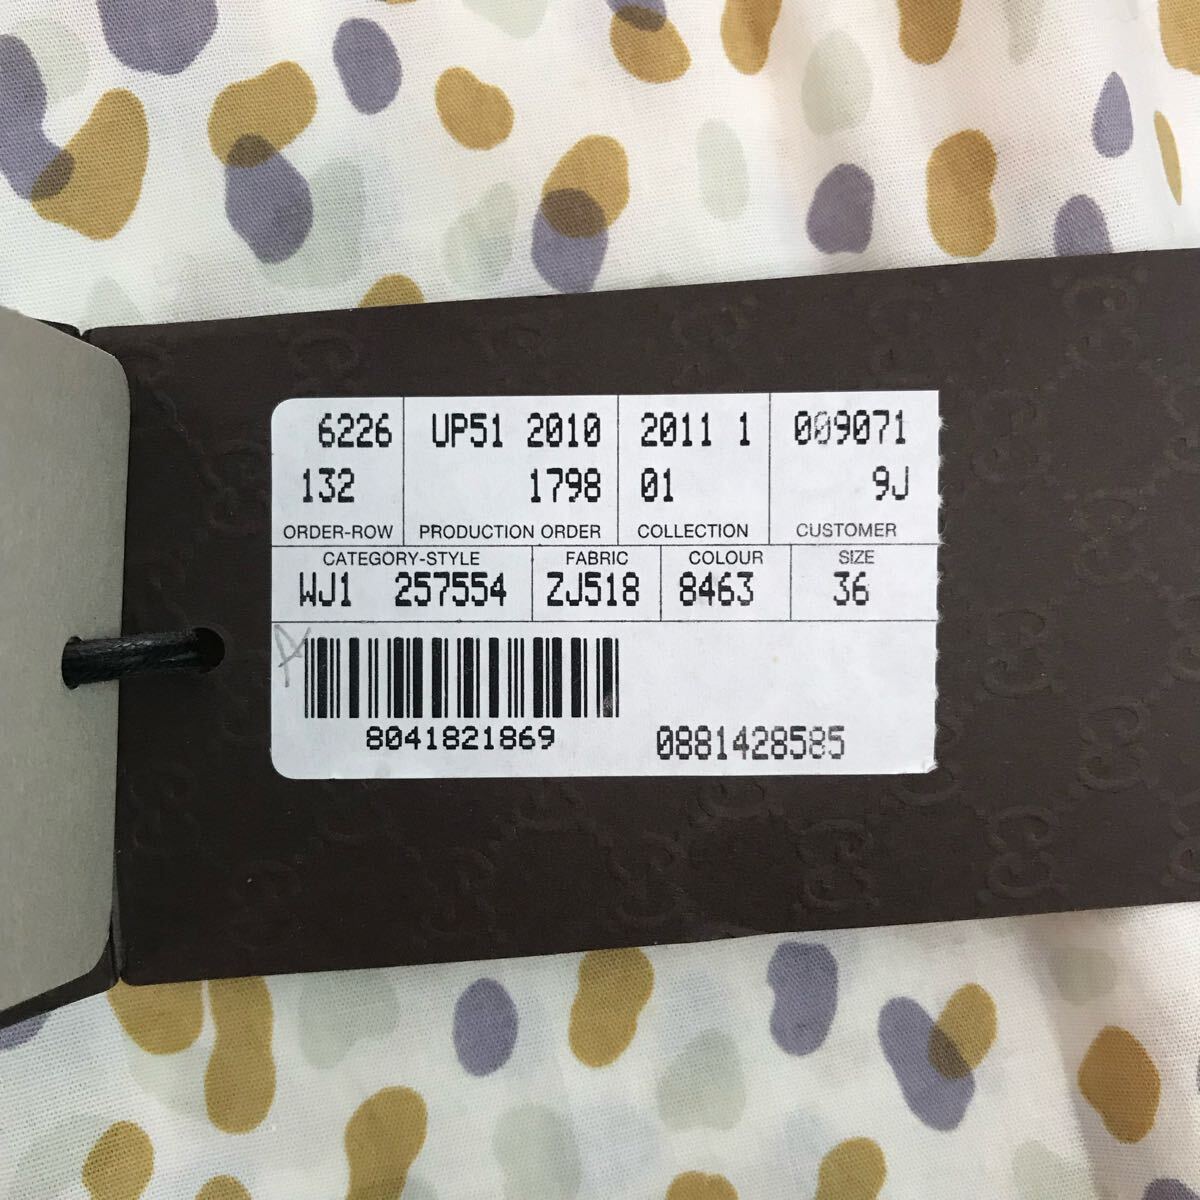 6226 UP51 2010 2011 1 009071
132 1798 01 9J
ORDER-ROW PRODUCTION ORDER COLLECTION CUSTOMER
CATEGORY-STYLE FABRIC COLOUR SIZE
WJ1 257554 ZJ518 8463 36
8041821869 0881428585